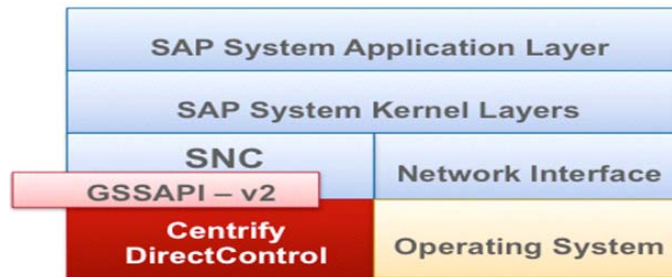 SAP System Application Layer
SAP System Kernel Layers
SNC
Network Interface
GSSAPI – v2
Centrify
DirectControl
Operating System